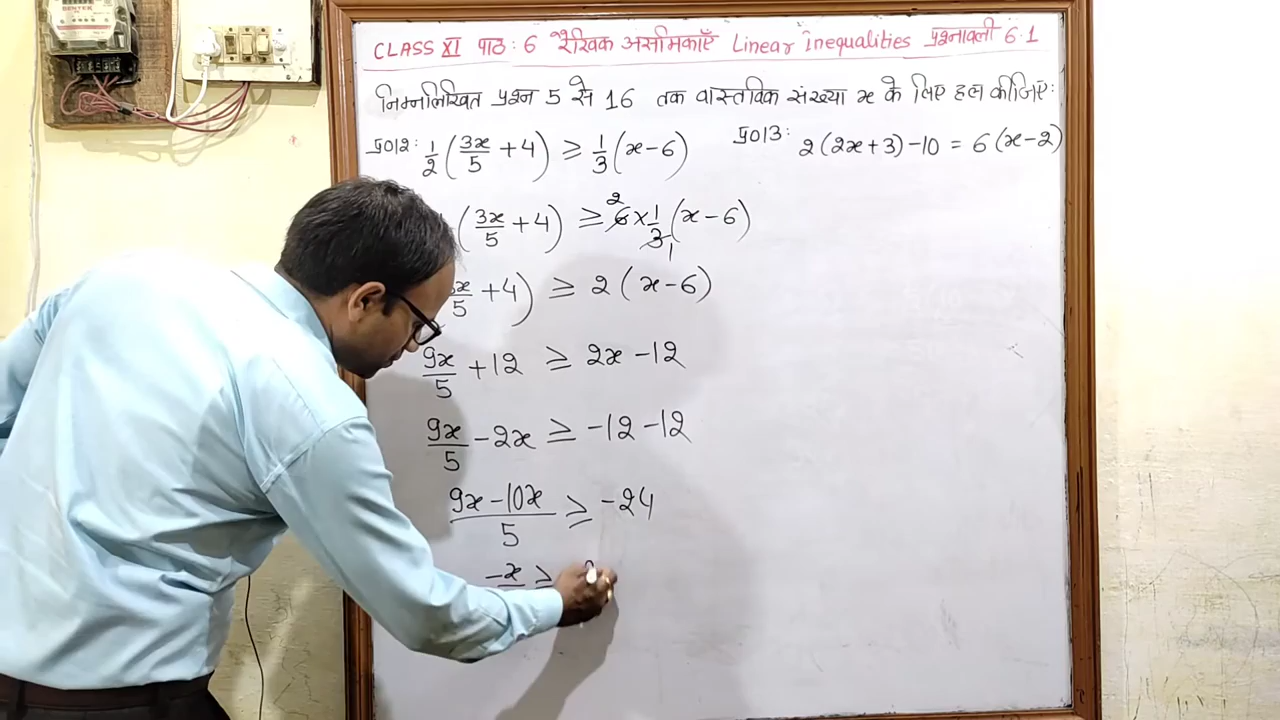 CLASS XI पाठ: 6 रैखिक असमिकाएँ Linear Inequalities प्रश्नावली 6.1
निम्नलिखित प्रश्न 5 से 16 तक वास्तविक संख्या x के लिए हल कीजिए:
प्र012: 1/2 (3x/5 + 4) ≥ 1/3 (x - 6)
(3x/5 + 4) ≥ 2 6 × 1/3 1 (x - 6)
x/5 + 4) ≥ 2 (x - 6)
9x/5 + 12 ≥ 2x - 12
9x/5 - 2x ≥ -12 - 12
9x - 10x/5 ≥ -24
-x ≥
प्र013: 2(2x + 3) - 10 = 6(x - 2)